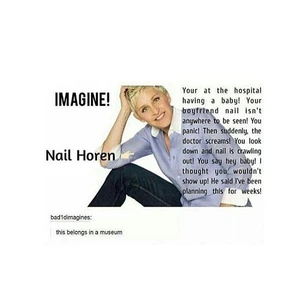 IMAGINE!
Nail Horen
Your at the hospital
having a baby! Your
boyfriend nail isn't
anywhere to be seen! You
panic! Then suddenly, the
doctor screams! You look
down and nail is crawling
out! You say hey baby! I
thought you wouldn't
show up! He said I've been
planning this for weeks!
bad1dimagines:
this belongs in a museum